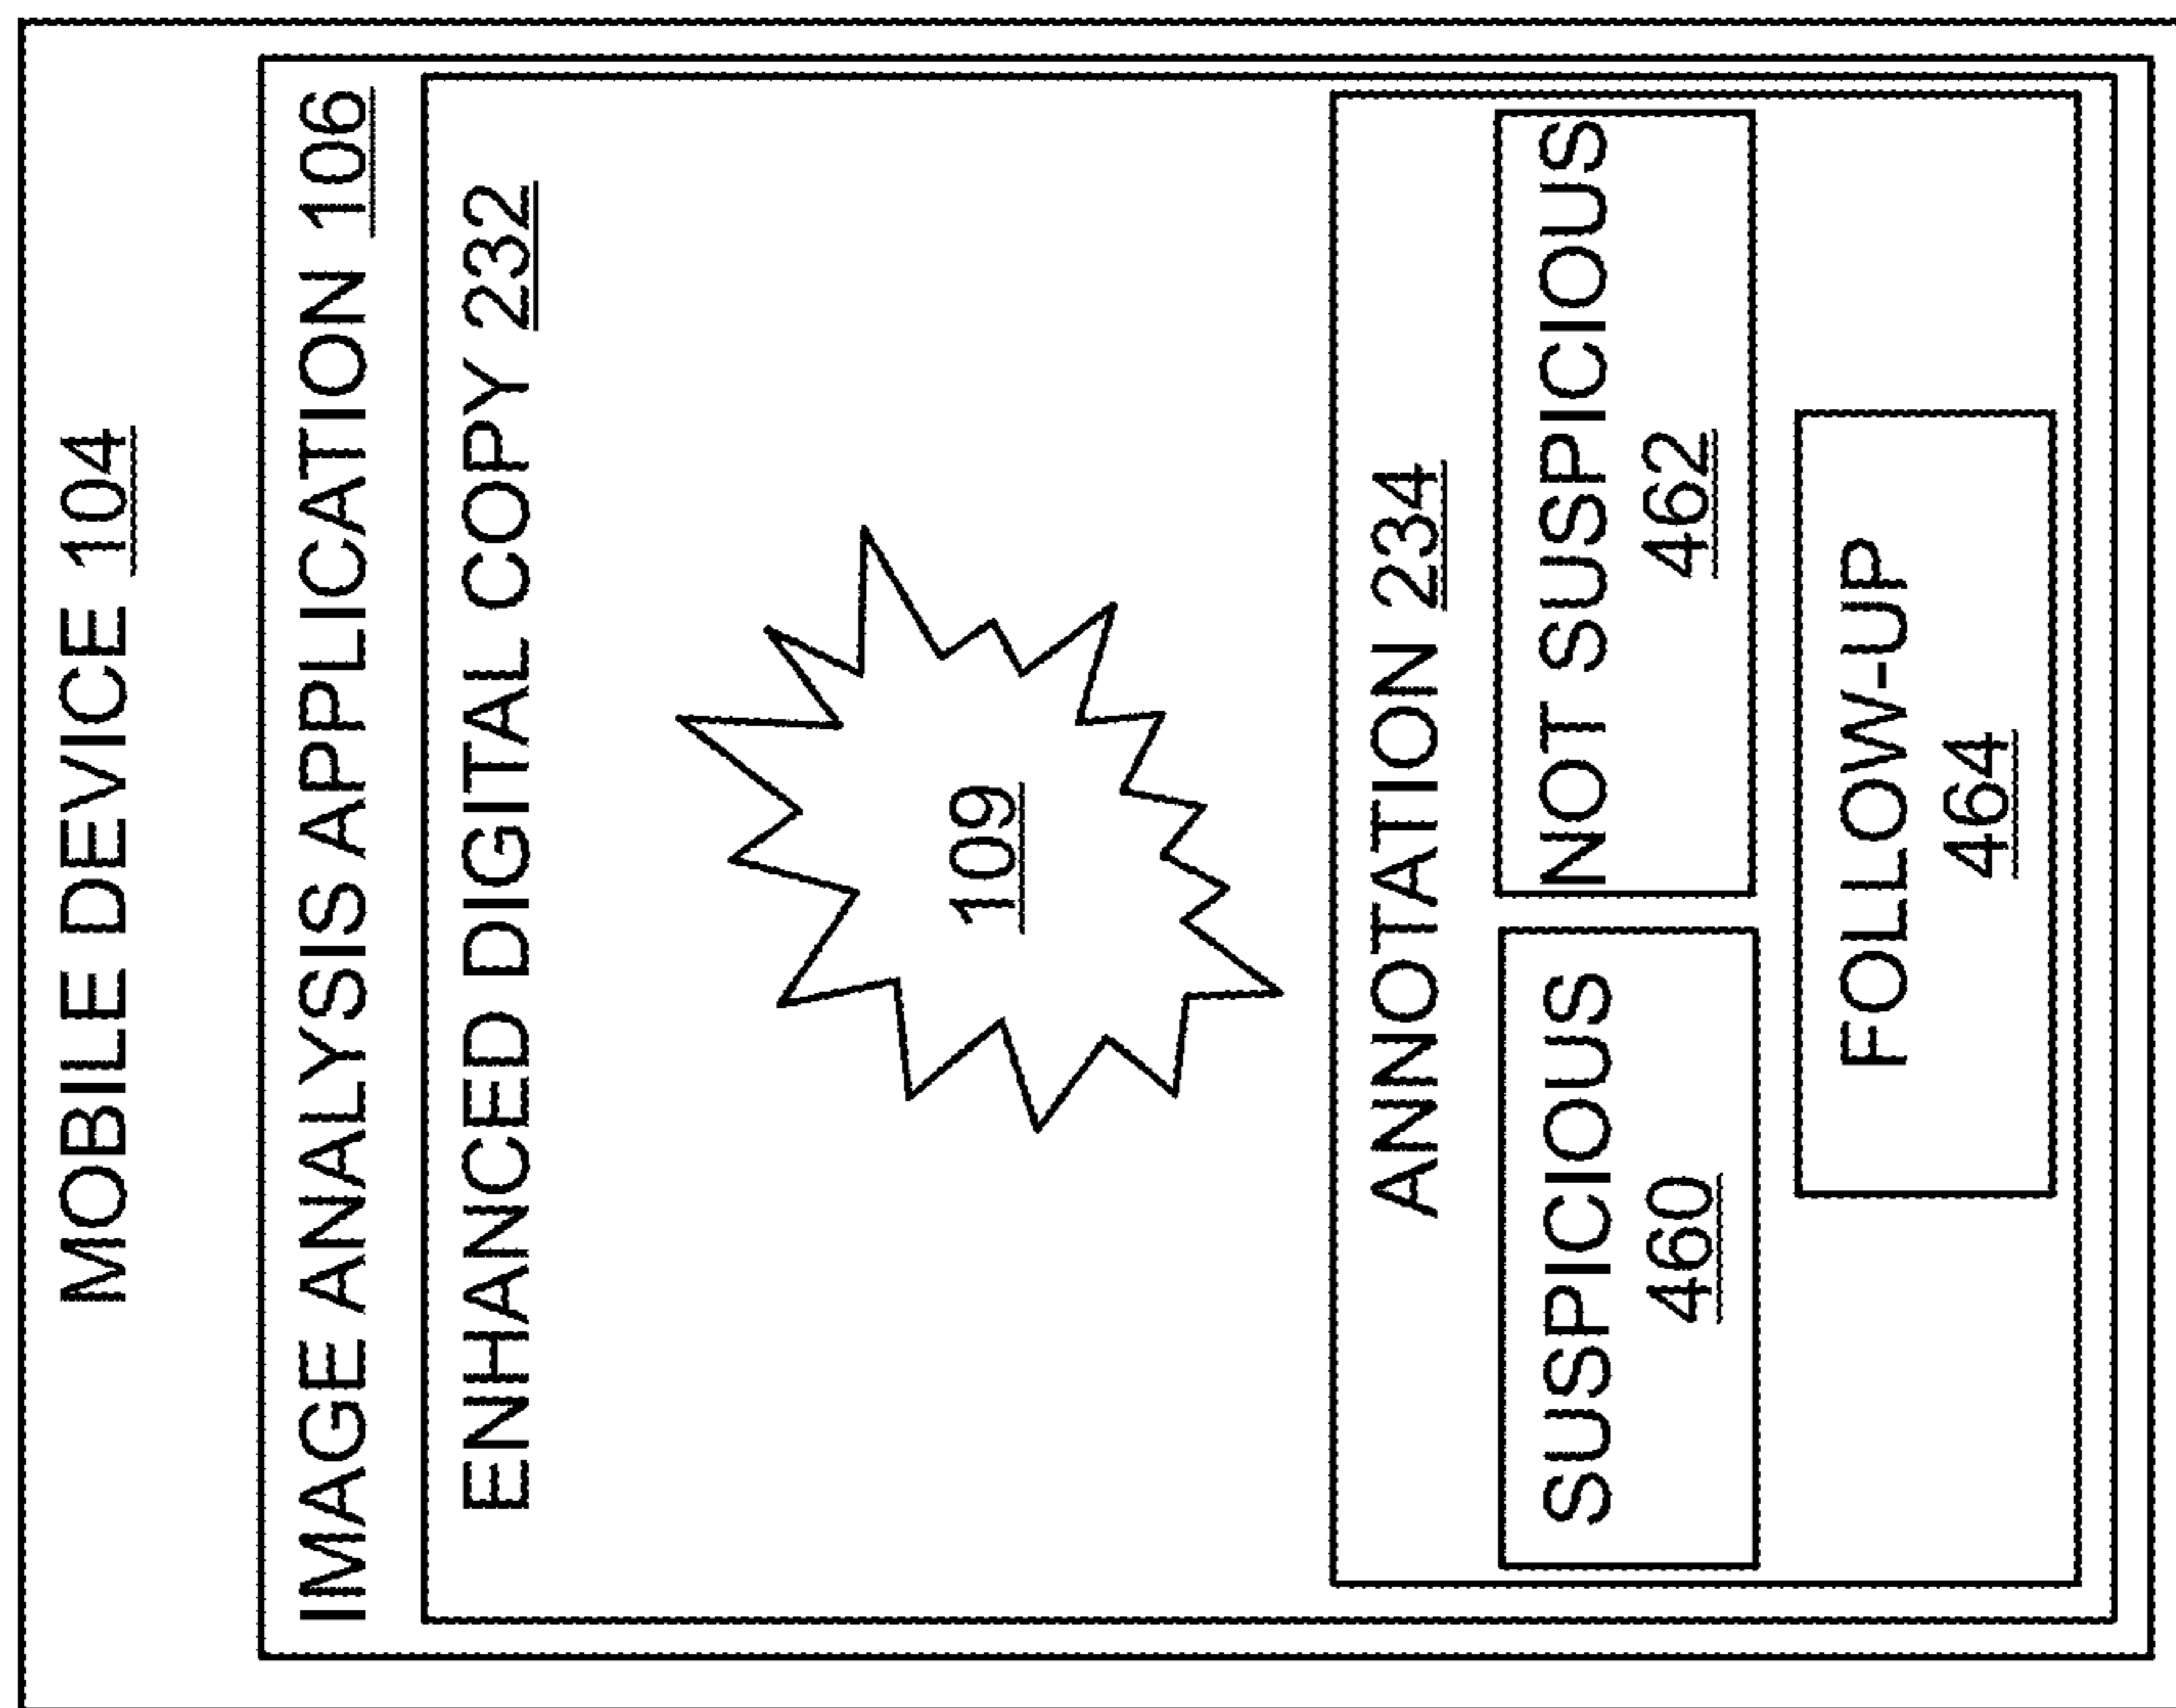 MOBILE DEVICE 104
IMAGE ANALYSIS APPLICATION 106
ENHANCED DIGITAL COPY 232
109
ANNOTATION 234
SUSPICIOUS
460
NOT SUSPICIOUS
462
FOLLOW-UP
464